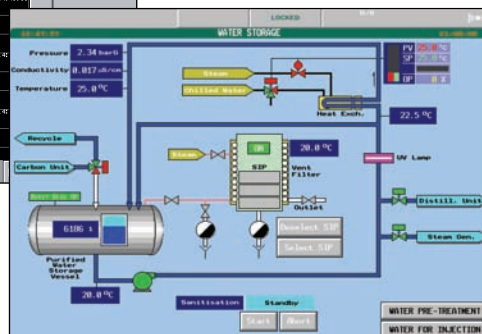 LOCKED
WATER STORAGE
Pressure 2.34 barG
Conductivity 0.017 uS/cm
Temperature 25.0 °C
Steam
Chilled Water
PV
SP
OP
Heat Exch.
22.5 °C
Recycle
Carbon Unit
Steam
ON
SIP
20.0 °C
Vent
Filter
UV Lamp
Outlet
Distill. Unit
6186 l
Deselect SIP
Select SIP
Steam Gen.
Purified
Water
Storage
Vessel
20.0 °C
Sanitisation Standby
Start Abort
WATER PRE-TREATMENT
WATER FOR INJECTION